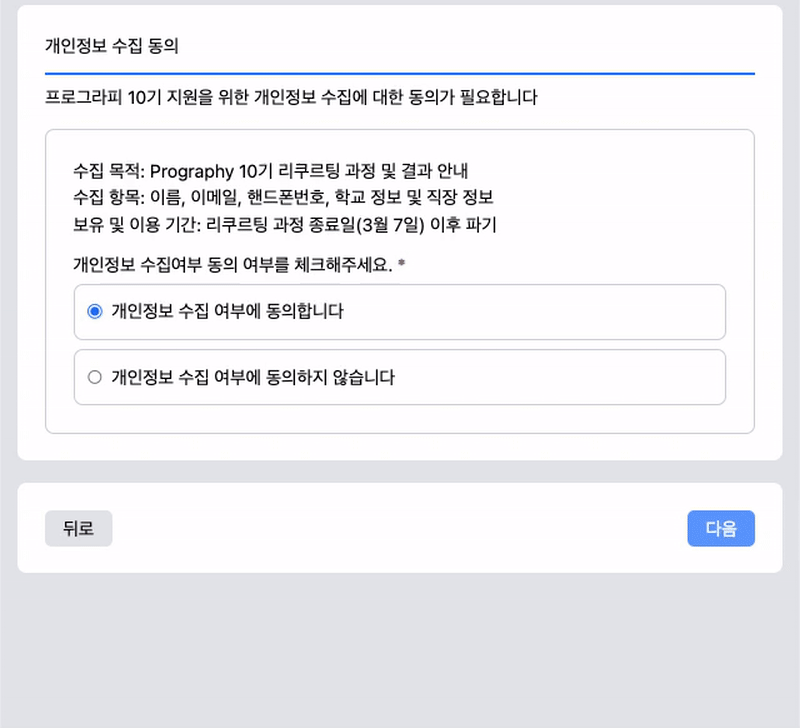 개인정보 수집 동의
프로그라피 10기 지원을 위한 개인정보 수집에 대한 동의가 필요합니다
수집 목적: Prography 10기 리쿠르팅 과정 및 결과 안내
수집 항목: 이름, 이메일, 핸드폰번호, 학교 정보 및 직장 정보
보유 및 이용 기간: 리쿠르팅 과정 종료일(3월 7일) 이후 파기
개인정보 수집여부 동의 여부를 체크해주세요. *
개인정보 수집 여부에 동의합니다
개인정보 수집 여부에 동의하지 않습니다
뒤로
다음